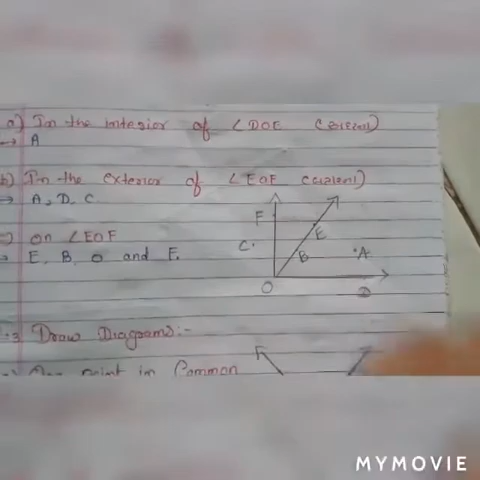 a) In the interior of ∠DOE
→ A
b) In the exterior of ∠EOF
→ A, D, C
c) on ∠EOF
→ E, B, O and F.
F
E
C.
.A
B
O
D
:3 Draw Diagrams:-
point in Common
MYMOVIE